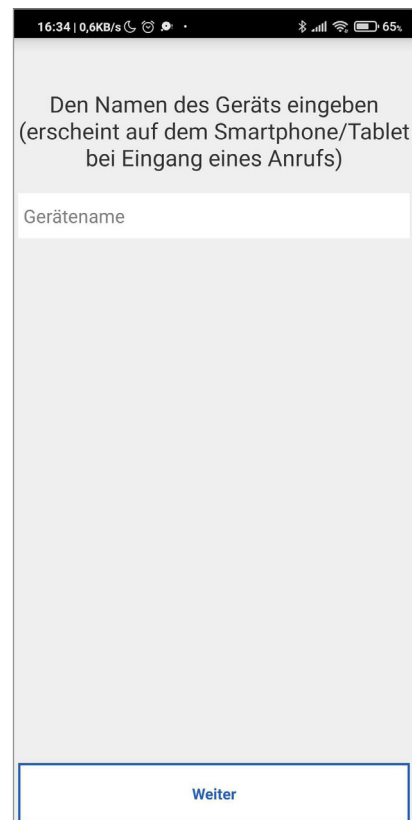 16:34 | 0,6KB/s
65%
Den Namen des Geräts eingeben
(erscheint auf dem Smartphone/Tablet
bei Eingang eines Anrufs)
Gerätename
Weiter